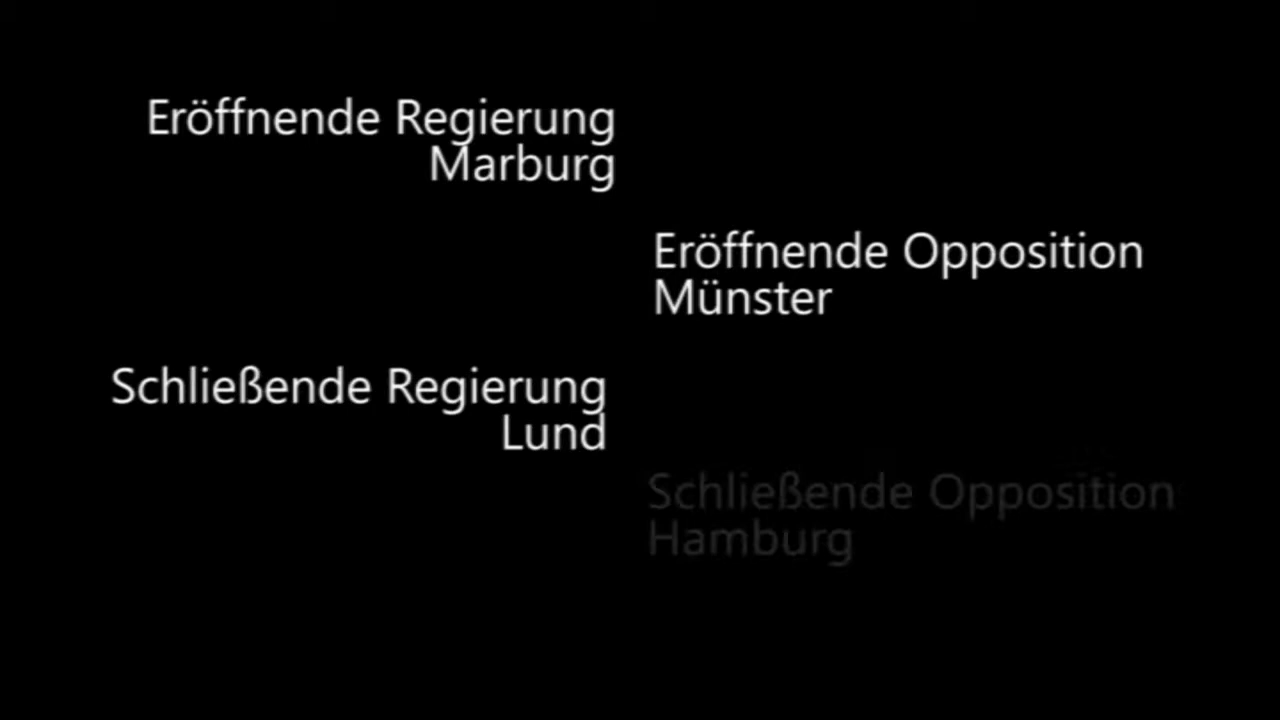 Eröffnende Regierung
Marburg
Eröffnende Opposition
Münster
Schließende Regierung
Lund
Schließende Opposition
Hamburg